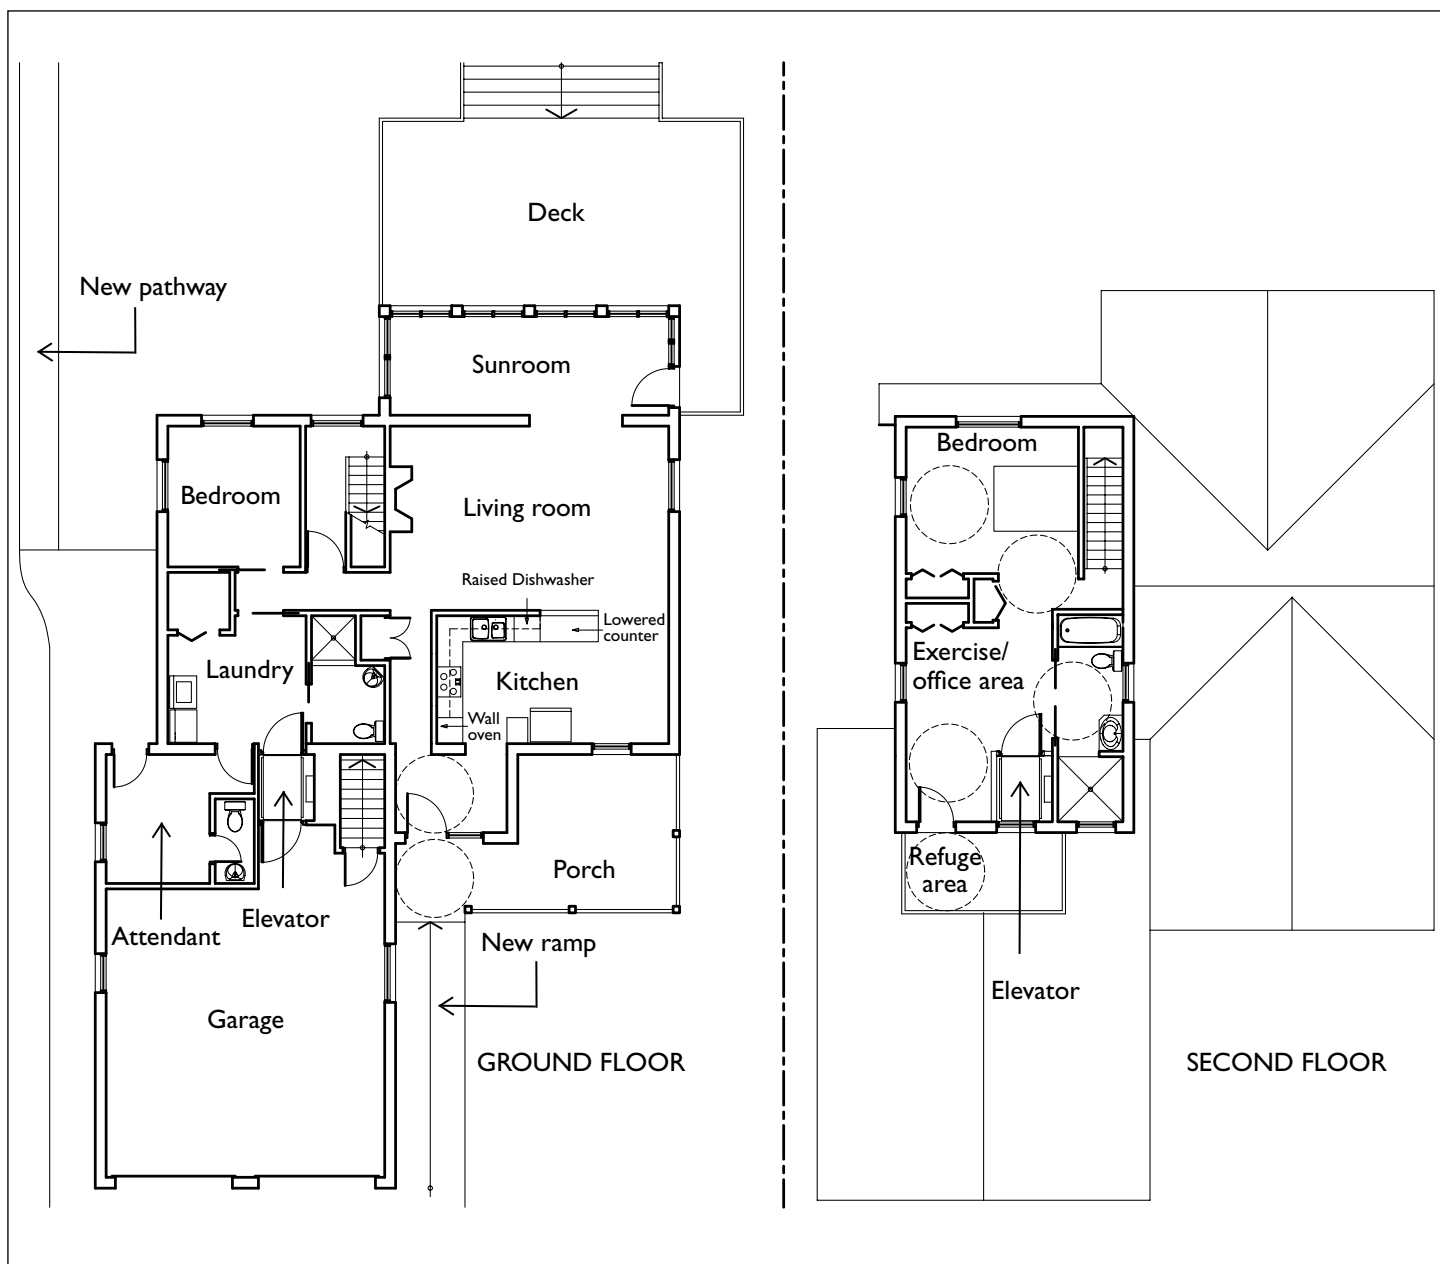 Deck
New pathway
Sunroom
Bedroom
Living room
Raised Dishwasher
Lowered
counter
Laundry
Kitchen
Wall
oven
Porch
Elevator
Attendant
New ramp
Garage
GROUND FLOOR
Bedroom
Exercise/
office area
Refuge
area
Elevator
SECOND FLOOR